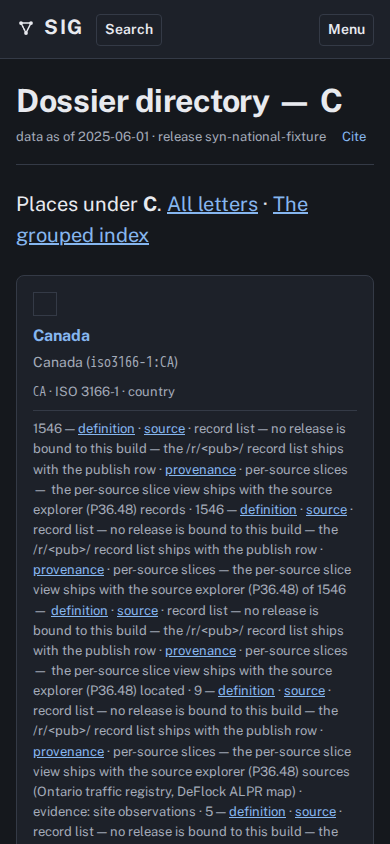 SIG Search Menu
Dossier directory — C
data as of 2025-06-01 · release syn-national-fixture Cite
Places under C. All letters · The
grouped index
Canada
Canada (iso3166-1:CA)
CA · ISO 3166-1 · country
1546 — definition · source · record list — no release is
bound to this build — the /r/<pub>/ record list ships
with the publish row · provenance · per-source slices
— the per-source slice view ships with the source
explorer (P36.48) records · 1546 — definition · source ·
record list — no release is bound to this build — the
/r/<pub>/ record list ships with the publish row ·
provenance · per-source slices — the per-source slice
view ships with the source explorer (P36.48) of 1546
— definition · source · record list — no release is
bound to this build — the /r/<pub>/ record list ships
with the publish row · provenance · per-source slices
— the per-source slice view ships with the source
explorer (P36.48) located · 9 — definition · source ·
record list — no release is bound to this build — the
/r/<pub>/ record list ships with the publish row ·
provenance · per-source slices — the per-source slice
view ships with the source explorer (P36.48) sources
(Ontario traffic registry, DeFlock ALPR map) ·
evidence: site observations · 5 — definition · source ·
record list — no release is bound to this build — the